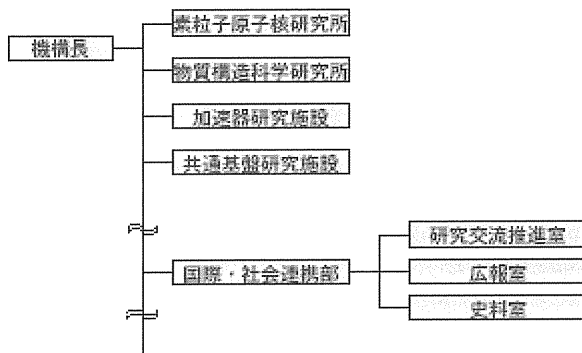 機構長
素粒子原子核研究所
物質構造科学研究所
加速器研究施設
共通基盤研究施設
国際・社会連携部
研究交流推進室
広報室
史料室